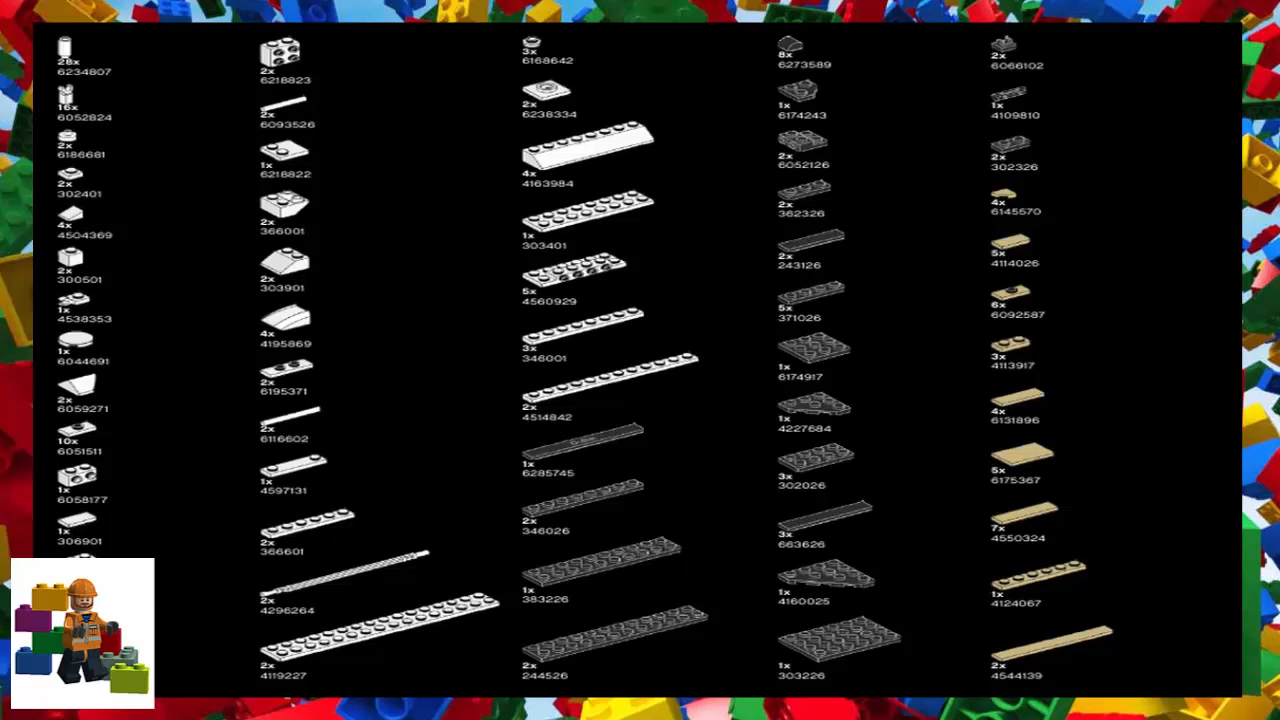 28x
6234807
16x
6052824
2x
6186681
2x
302401
4x
4504369
2x
300501
1x
4538353
1x
6044691
2x
6059271
10x
6051511
1x
6058177
1x
306901
2x
6218823
2x
6093526
1x
6218822
2x
366001
2x
303901
4x
4195869
2x
6195371
2x
6116602
1x
4597131
2x
366601
2x
4296264
2x
4119227
3x
6168642
2x
6238334
4x
4163984
1x
303401
5x
4560929
3x
346001
2x
4514842
1x
6285745
2x
346026
1x
383226
2x
244526
8x
6273589
1x
6174243
2x
6052126
2x
362326
2x
243126
5x
371026
1x
6174917
1x
4227684
3x
302026
3x
663626
1x
4160025
1x
303226
2x
6066102
1x
4109810
2x
302326
4x
6145570
5x
4114026
6x
6092587
3x
4113917
4x
6131896
5x
6175367
7x
4550324
1x
4124067
2x
4544139